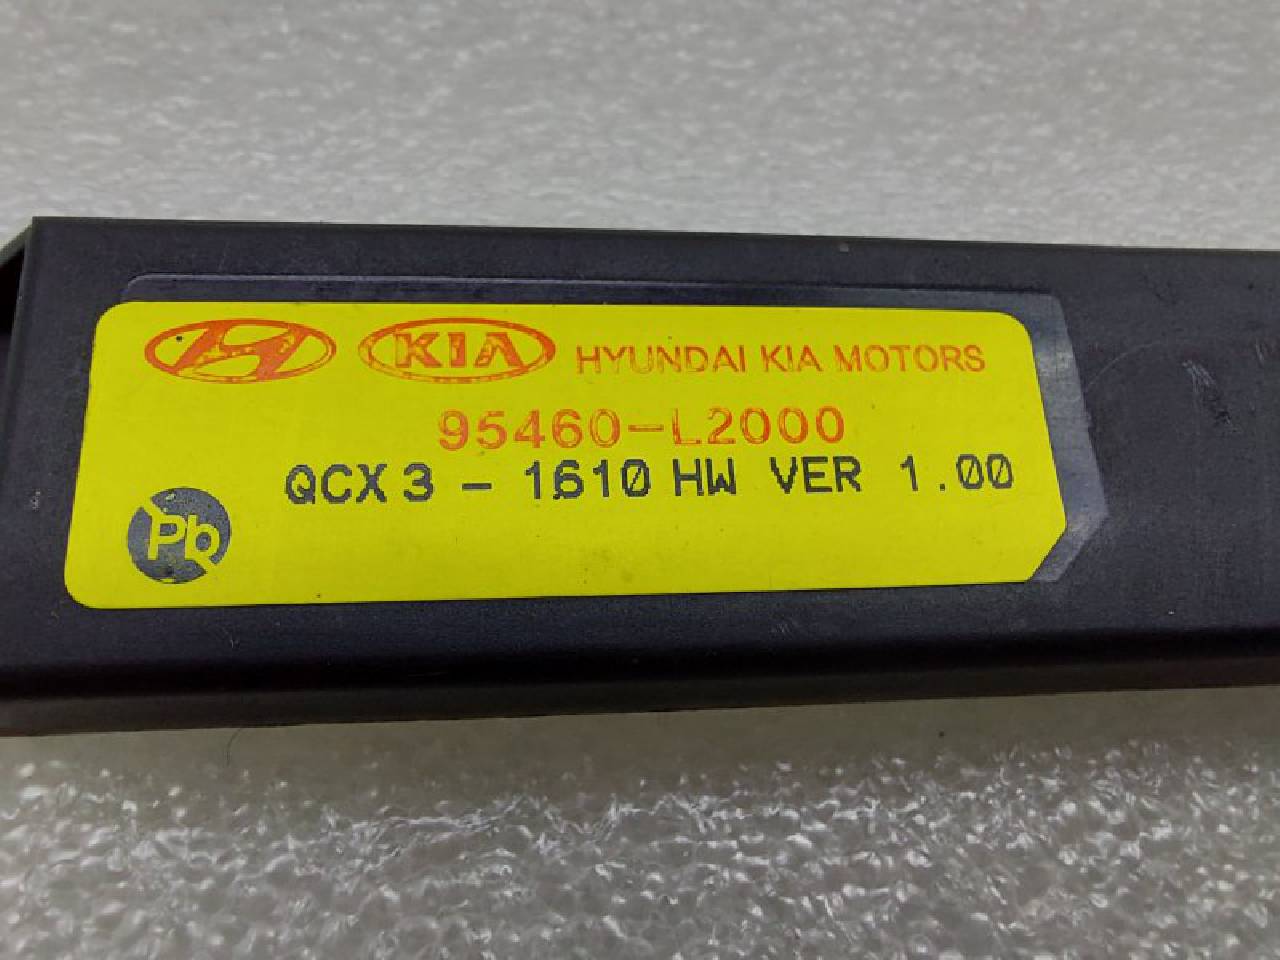 KIA HYUNDAI KIA MOTORS
95460-L2000
QCX3 - 1610 HW VER 1.00
Pb